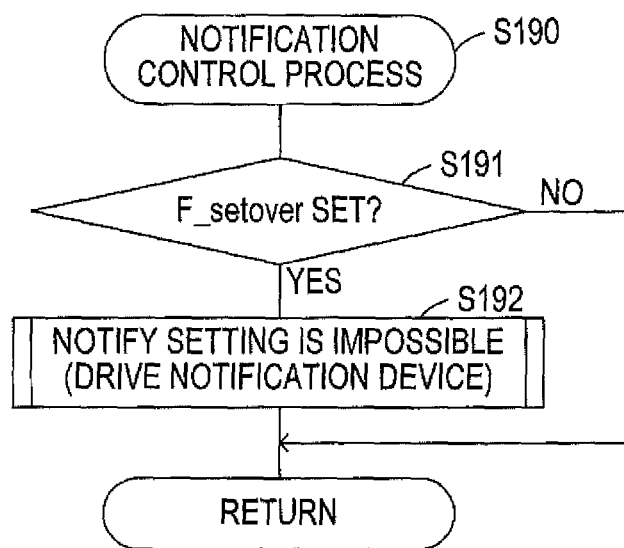 NOTIFICATION
CONTROL PROCESS
S190
S191
F_setover SET?
NO
YES
S192
NOTIFY SETTING IS IMPOSSIBLE
(DRIVE NOTIFICATION DEVICE)
RETURN